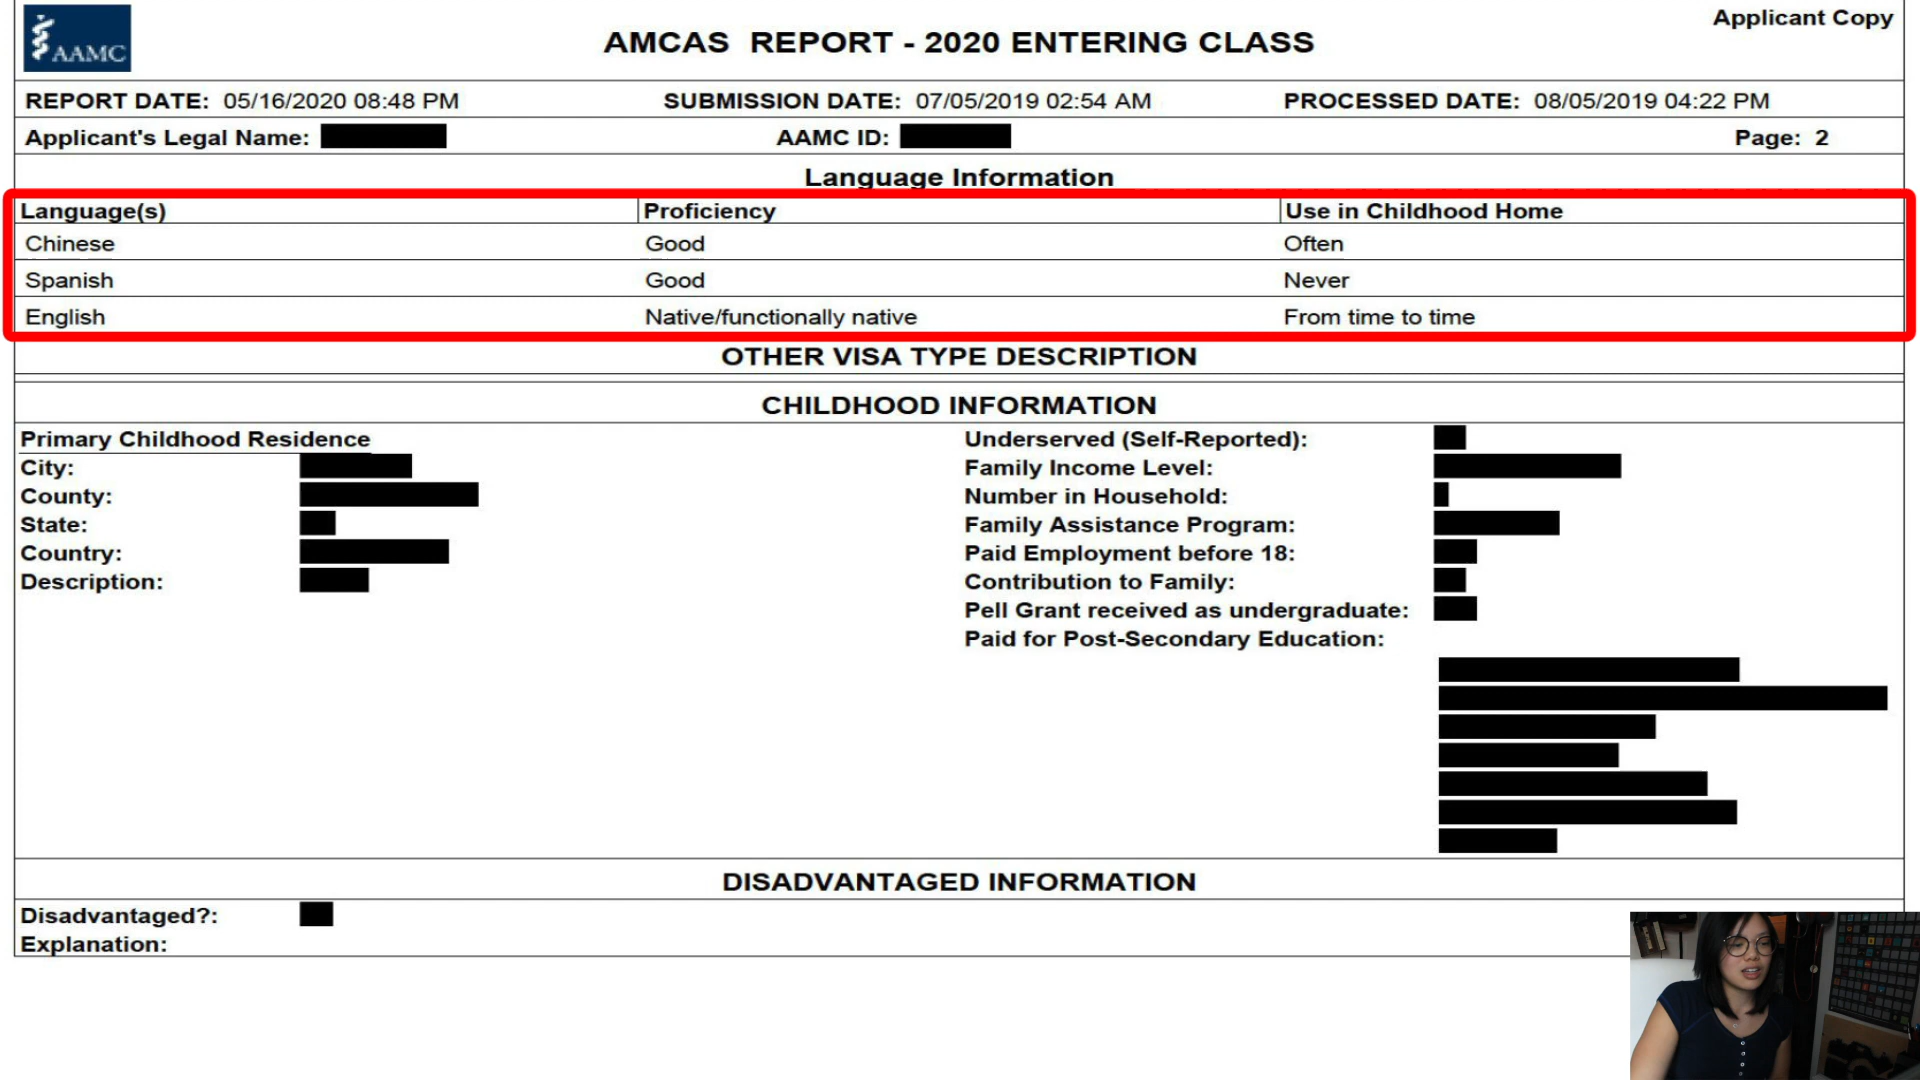 Applicant Copy
AAMC
AMCAS REPORT - 2020 ENTERING CLASS
REPORT DATE: 05/16/2020 08:48 PM SUBMISSION DATE: 07/05/2019 02:54 AM PROCESSED DATE: 08/05/2019 04:22 PM
Applicant's Legal Name: AAMC ID: Page: 2
Language Information
Language(s) Proficiency Use in Childhood Home
Chinese Good Often
Spanish Good Never
English Native/functionally native From time to time
OTHER VISA TYPE DESCRIPTION
CHILDHOOD INFORMATION
Primary Childhood Residence
City:
County:
State:
Country:
Description:
Underserved (Self-Reported):
Family Income Level:
Number in Household:
Family Assistance Program:
Paid Employment before 18:
Contribution to Family:
Pell Grant received as undergraduate:
Paid for Post-Secondary Education:
DISADVANTAGED INFORMATION
Disadvantaged?:
Explanation: